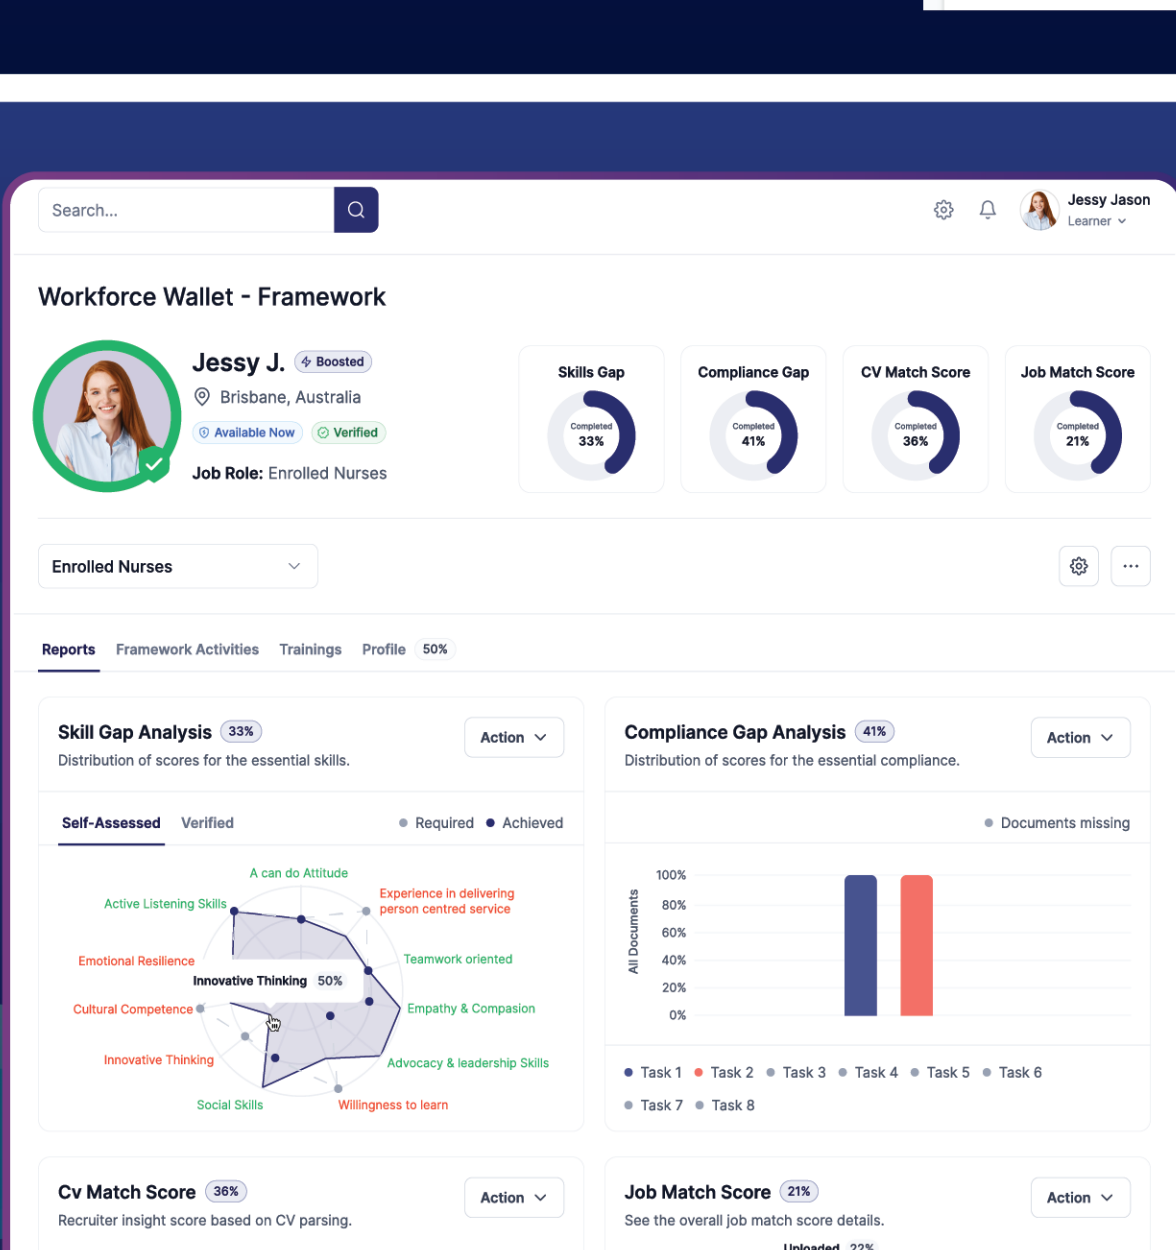 Search...
Jessy Jason
Learner
Workforce Wallet - Framework
Jessy J. Boosted
Brisbane, Australia
Available Now Verified
Job Role: Enrolled Nurses
Skills Gap
Completed
33%
Compliance Gap
Completed
41%
CV Match Score
Completed
36%
Job Match Score
Completed
21%
Enrolled Nurses
Reports Framework Activities Trainings Profile 50%
Skill Gap Analysis 33%
Distribution of scores for the essential skills.
Action
Self-Assessed Verified
Required Achieved
A can do Attitude
Experience in delivering
person centred service
Active Listening Skills
Emotional Resilience
Teamwork oriented
Innovative Thinking 50%
Cultural Competence
Empathy & Compasion
Innovative Thinking
Advocacy & leadership Skills
Social Skills
Willingness to learn
Compliance Gap Analysis 41%
Distribution of scores for the essential compliance.
Action
Documents missing
All Documents
100%
80%
60%
40%
20%
0%
Task 1 Task 2 Task 3 Task 4 Task 5 Task 6
Task 7 Task 8
Cv Match Score 36%
Recruiter insight score based on CV parsing.
Action
Job Match Score 21%
See the overall job match score details.
Action
Uploaded 22%